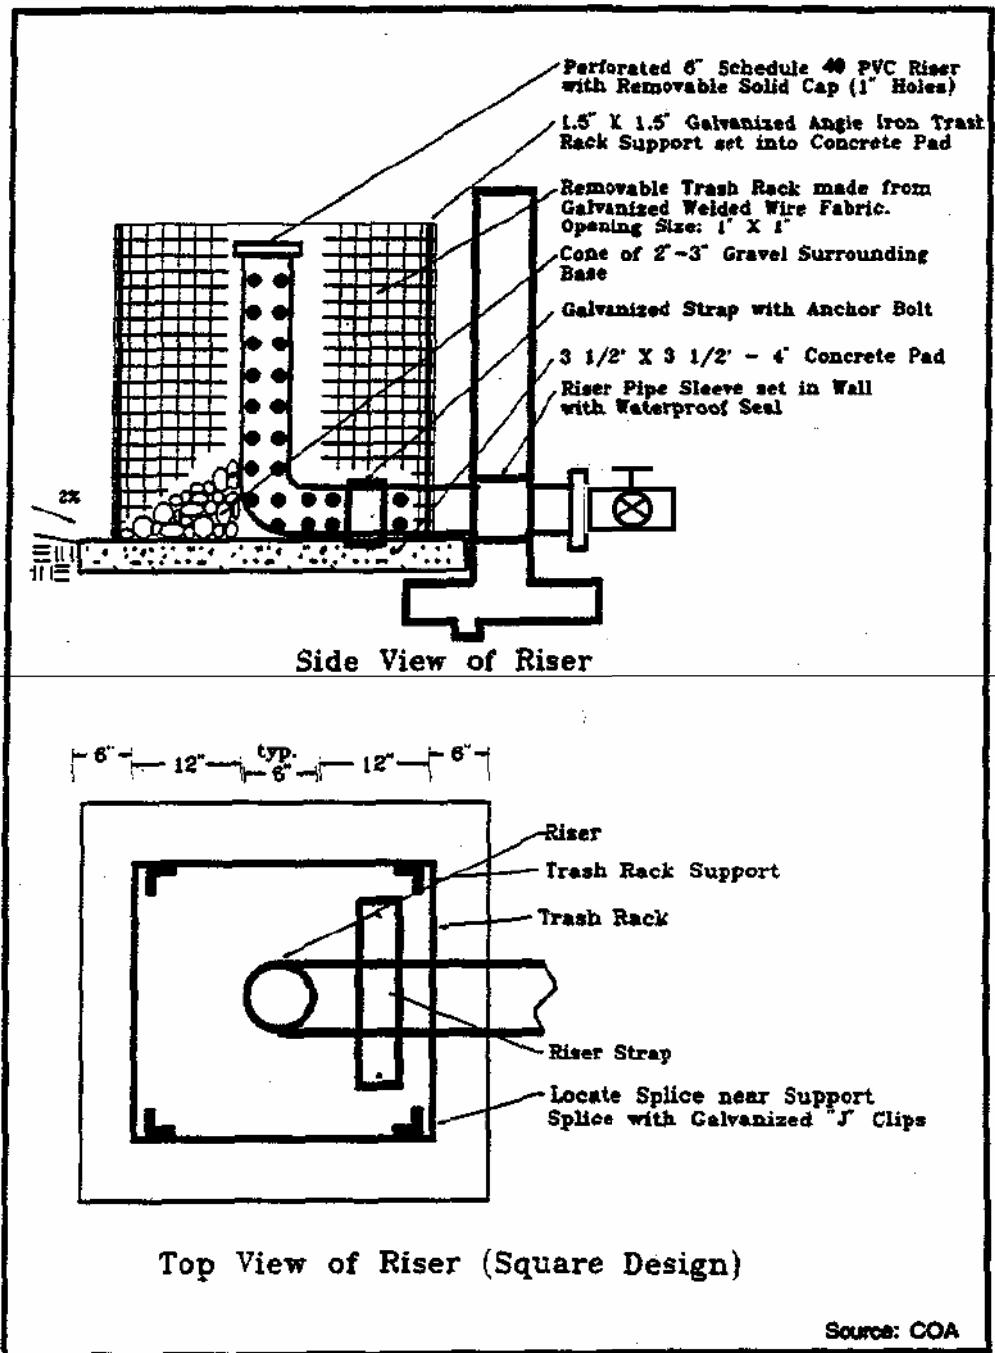 Perforated 6" Schedule 40 PVC Riser
with Removable Solid Cap (1" Holes)
1.5" X 1.5" Galvanized Angle Iron Trash
Rack Support set into Concrete Pad
Removable Trash Rack made from
Galvanized Welded Wire Fabric.
Opening Size: 1" X 1"
Cone of 2"-3" Gravel Surrounding
Base
Galvanized Strap with Anchor Bolt
3 1/2' X 3 1/2' - 4" Concrete Pad
Riser Pipe Sleeve set in Wall
with Waterproof Seal
2%
Side View of Riser
6" 12" typ. 6" 12" 6"
Riser
Trash Rack Support
Trash Rack
Riser Strap
Locate Splice near Support
Splice with Galvanized "J" Clips
Top View of Riser (Square Design)
Source: COA